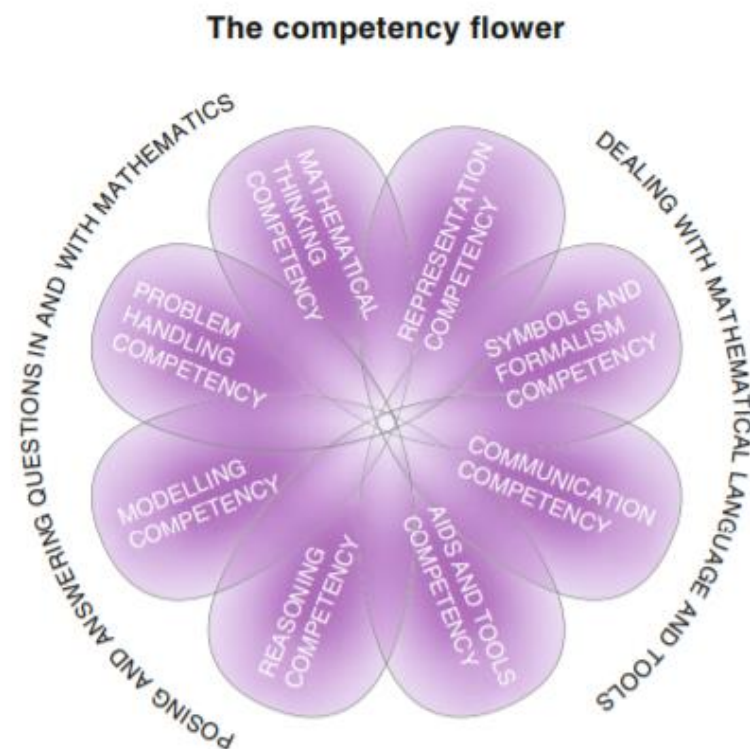 The competency flower
POSING AND ANSWERING QUESTIONS IN AND WITH MATHEMATICS
DEALING WITH MATHEMATICAL LANGUAGE AND TOOLS
MATHEMATICAL
THINKING
COMPETENCY
REPRESENTATION
COMPETENCY
PROBLEM
HANDLING
COMPETENCY
SYMBOLS AND
FORMALISM
COMPETENCY
MODELLING
COMPETENCY
COMMUNICATION
COMPETENCY
REASONING
COMPETENCY
AIDS AND TOOLS
COMPETENCY